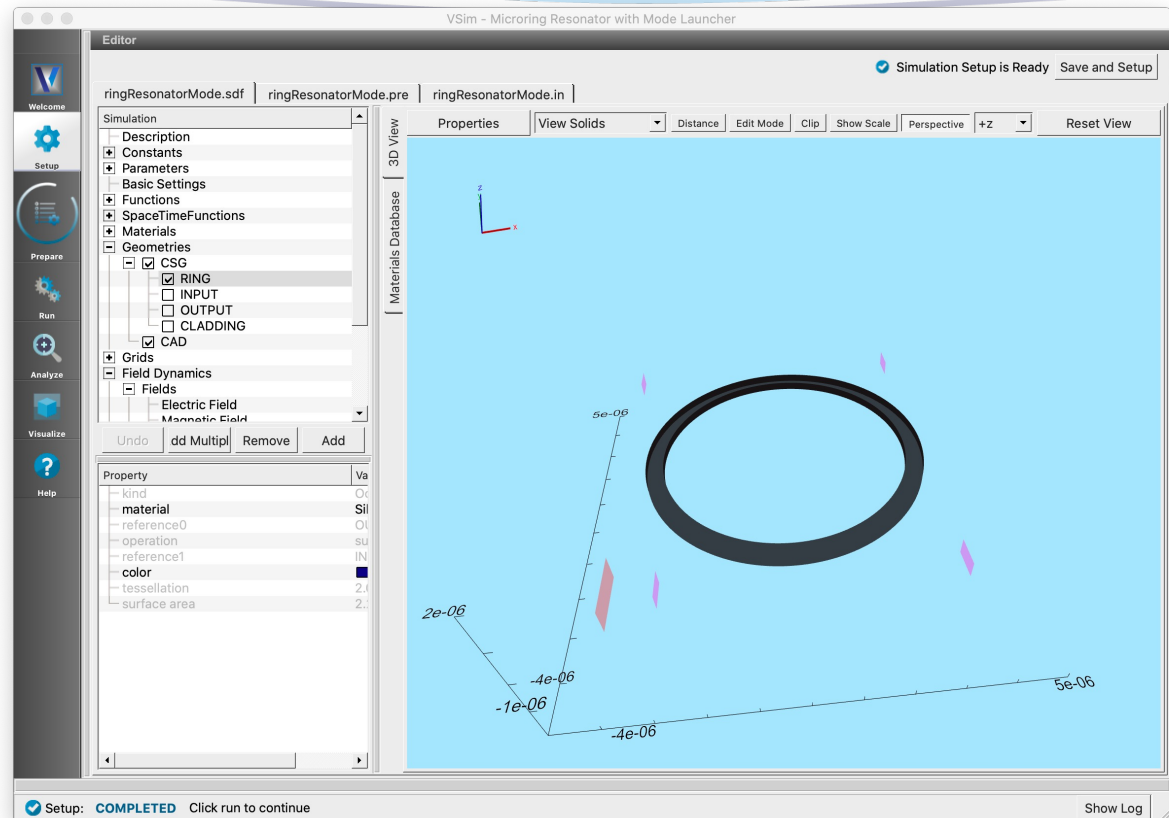 VSim - Microring Resonator with Mode Launcher
Editor
Simulation Setup is Ready Save and Setup
ringResonatorMode.sdf ringResonatorMode.pre ringResonatorMode.in
Welcome
Setup
Prepare
Run
Analyze
Visualize
Help
Simulation
Description
Constants
Parameters
Basic Settings
Functions
SpaceTimeFunctions
Materials
Geometries
CSG
RING
INPUT
OUTPUT
CLADDING
CAD
Grids
Field Dynamics
Fields
Electric Field
Magnetic Field
Undo dd Multipl Remove Add
Property Va
kind
material Sil
reference0 OU
operation su
reference1 IN
color
tessellation 2.
surface area 2.
3D View
Materials Database
Properties View Solids Distance Edit Mode Clip Show Scale Perspective +z Reset View
z
x
5e-06
2e-06
-4e-06
-1e-06
-4e-06
5e-06
Setup: COMPLETED Click run to continue Show Log